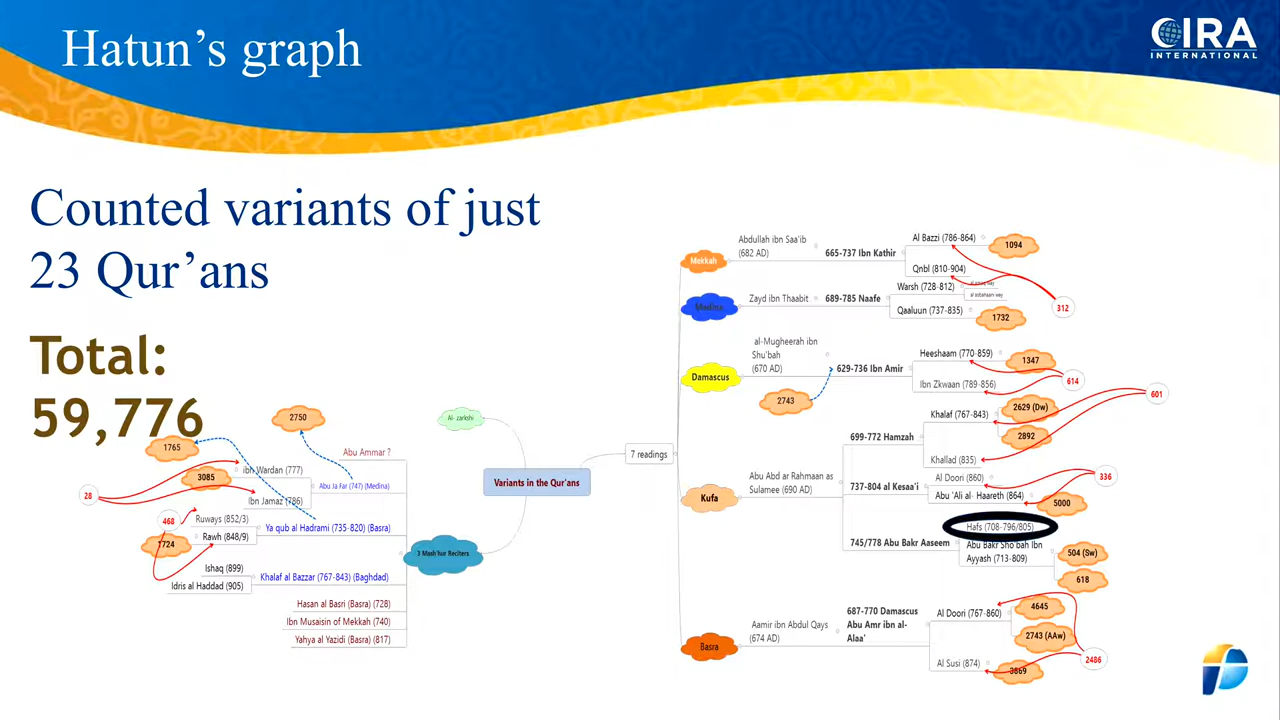 Hatun's graph
CIRA
INTERNATIONAL
Counted variants of just
23 Qur'ans
Total:
59,776
Variants in the Qur'ans
Al- zarkshi
7 readings
3 Mash'hur Reciters
Mekkah
Abdullah ibn Saa'ib
(682 AD)
665-737 Ibn Kathir
Al Bazzi (786-864)
1094
Qnbl (810-904)
312
Medina
Zayd ibn Thaabit
689-785 Naafe
Warsh (728-812)
al asbahaani way
Qaaluun (737-835)
1732
Damascus
al-Mugheerah ibn
Shu'bah
(670 AD)
2743
629-736 Ibn Amir
Heeshaam (770-859)
1347
Ibn Zkwaan (789-856)
614
601
Kufa
Abu Abd ar Rahmaan as
Sulamee (690 AD)
699-772 Hamzah
Khalaf (767-843)
2629 (Dw)
2892
Khallad (835)
737-804 al Kesaa'i
Al Doori (860)
336
Abu 'Ali al- Haareth (864)
5000
745/778 Abu Bakr Aaseem
Hafs (708-796/805)
Abu Bakr Sho'bah Ibn
Ayyash (713-809)
504 (Sw)
618
Basra
Aamir ibn Abdul Qays
(674 AD)
687-770 Damascus
Abu Amr ibn al-
Alaa'
Al Doori (767-860)
4645
2743 (AAw)
Al Susi (874)
3869
2486
2750
1765
Abu Ammar ?
ibn Wardan (777)
3085
Abu Ja Far (747) (Medina)
28
Ibn Jamaz (786)
468
Ruways (852/3)
Ya qub al Hadrami (735-820) (Basra)
1724
Rawh (848/9)
Ishaq (899)
Khalaf al Bazzar (767-843) (Baghdad)
Idris al Haddad (905)
Hasan al Basri (Basra) (728)
Ibn Musaisin of Mekkah (740)
Yahya al Yazidi (Basra) (817)